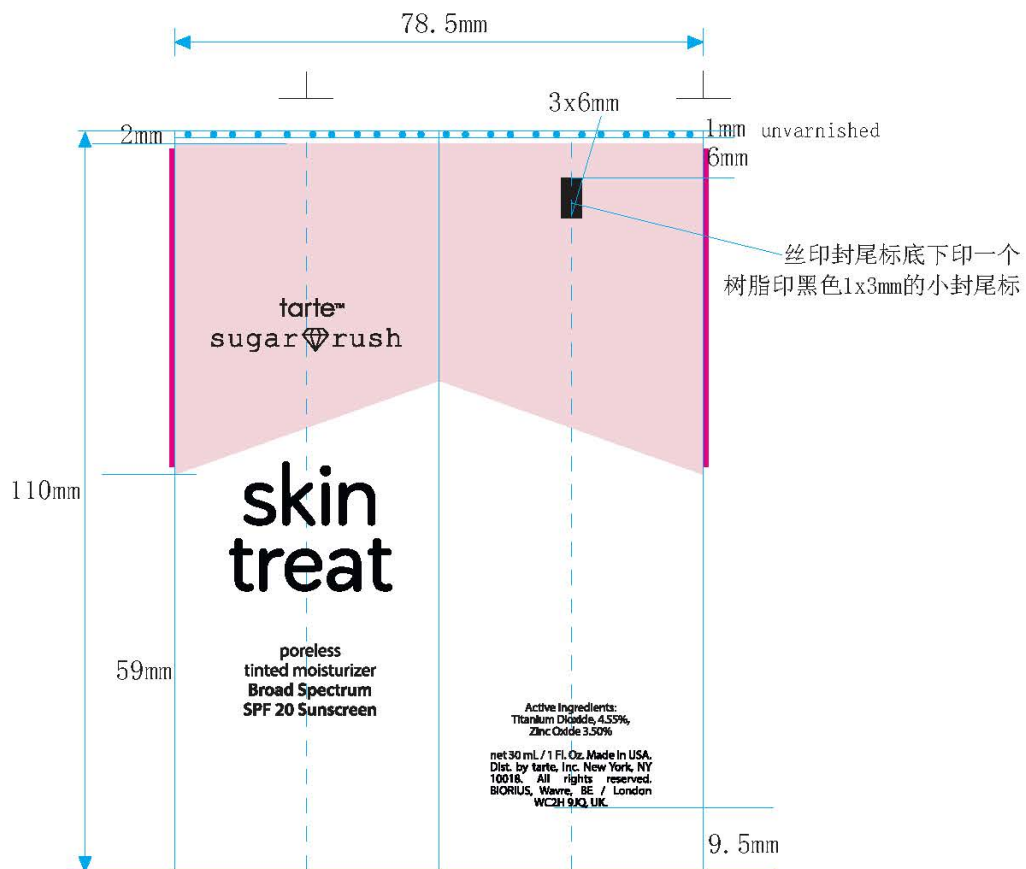 78.5mm
3x6mm
2mm
1mm unvarnished
6mm
丝印封尾标底下印一个
树脂印黑色1x3mm的小封尾标
tarte™
sugar rush
110mm
skin
treat
59mm
poreless
tinted moisturizer
Broad Spectrum
SPF 20 Sunscreen
Active Ingredients:
Titanium Dioxide, 4.55%,
Zinc Oxide 3.50%
net 30 mL / 1 Fl. Oz. Made in USA.
Dist. by tarte, Inc. New York, NY
10018. All rights reserved.
BIORIUS, Wavre, BE / London
WC2H 9JQ, UK.
9.5mm